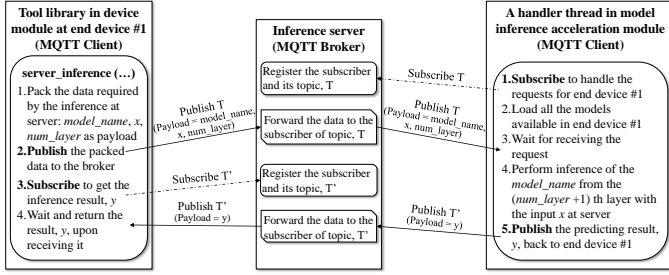 Tool library in device
module at end device #1
(MQTT Client)
server_inference (…)
1.Pack the data required
by the inference at
server: model_name, x,
num_layer as payload
2.Publish the packed
data to the broker
3.Subscribe to get the
inference result, y
4.Wait and return the
result, y, upon
receiving it
Publish T
(Payload = model_name,
x, num_layer)
Subscribe T'
Publish T'
(Payload = y)
Inference server
(MQTT Broker)
Register the subscriber
and its topic, T
Forward the data to the
subscriber of topic, T
Register the subscriber
and its topic, T'
Forward the data to the
subscriber of topic, T'
Subscribe T
Publish T
(Payload = model_name,
x, num_layer)
Publish T'
(Payload = y)
A handler thread in model
inference acceleration module
(MQTT Client)
1.Subscribe to handle the
requests for end device #1
2.Load all the models
available in end device #1
3.Wait for receiving the
request
4.Perform inference of the
model_name from the
(num_layer +1) th layer with
the input x at server
5.Publish the predicting result,
y, back to end device #1